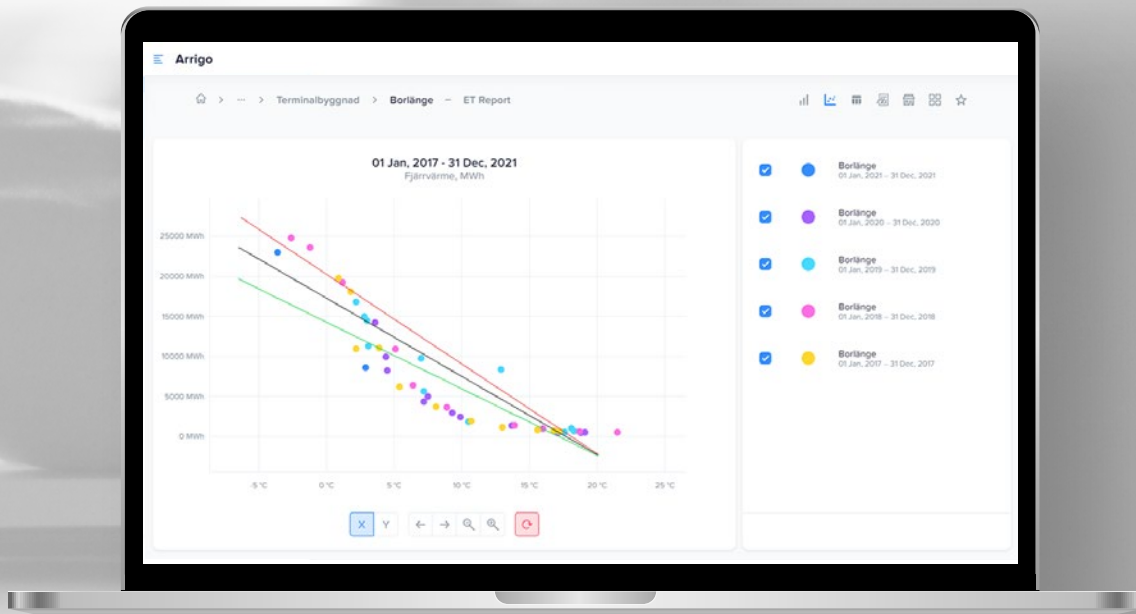 Arrigo
... > Terminalbyggnad > Borlänge – ET Report
01 Jan, 2017 - 31 Dec, 2021
Fjärrvärme, MWh
25000 MWh
20000 MWh
15000 MWh
10000 MWh
5000 MWh
0 MWh
-5 °C 0 °C 5 °C 10 °C 15 °C 20 °C 25 °C
X Y
Borlänge
01 Jan, 2021 – 31 Dec, 2021
Borlänge
01 Jan, 2020 – 31 Dec, 2020
Borlänge
01 Jan, 2019 – 31 Dec, 2019
Borlänge
01 Jan, 2018 – 31 Dec, 2018
Borlänge
01 Jan, 2017 – 31 Dec, 2017